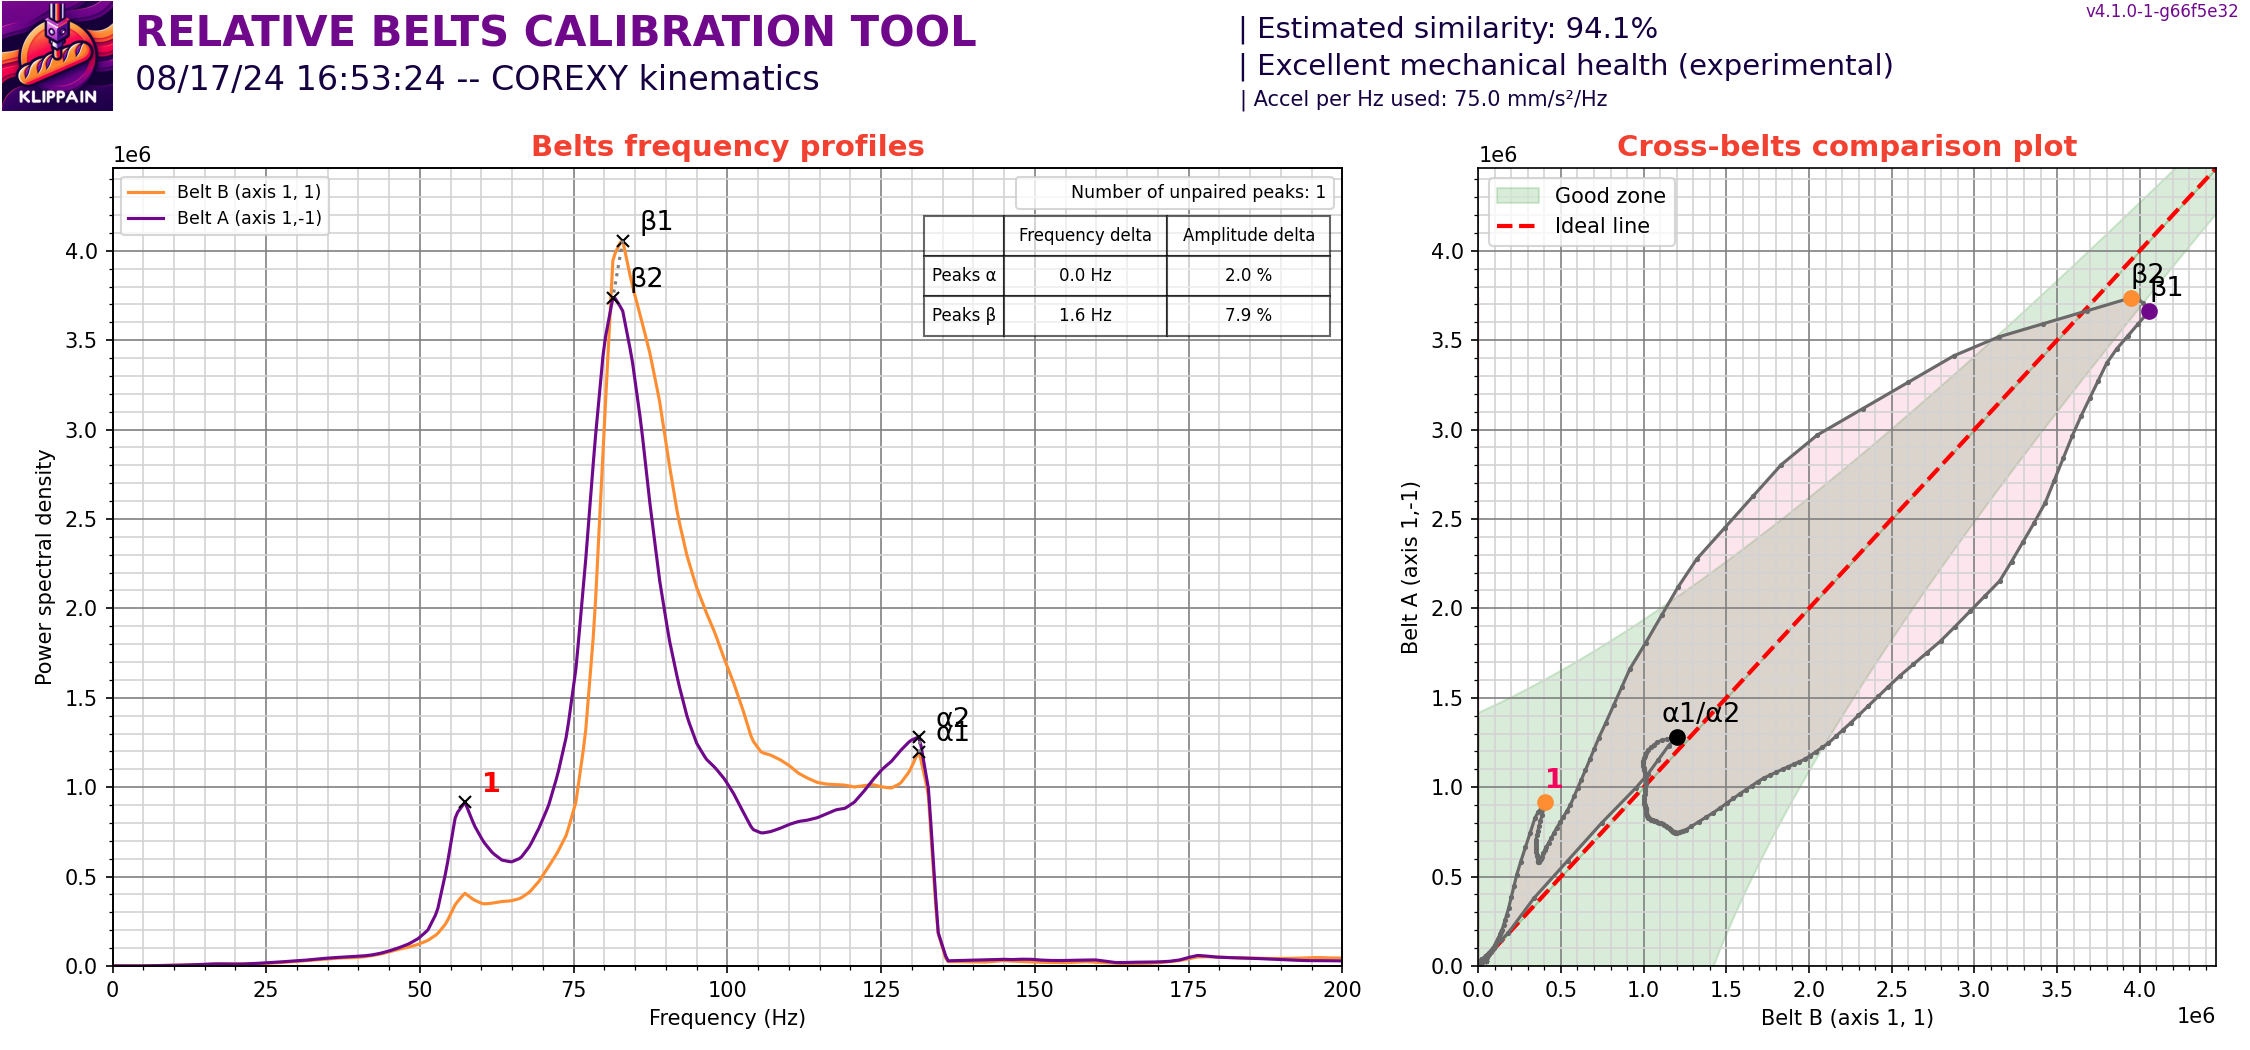 KLIPPAIN
RELATIVE BELTS CALIBRATION TOOL
08/17/24 16:53:24 -- COREXY kinematics
| Estimated similarity: 94.1%
| Excellent mechanical health (experimental)
| Accel per Hz used: 75.0 mm/s²/Hz
v4.1.0-1-g66f5e32
Belts frequency profiles
1e6
Belt B (axis 1, 1)
Belt A (axis 1,-1)
Number of unpaired peaks: 1
Frequency delta Amplitude delta
Peaks α 0.0 Hz 2.0 %
Peaks β 1.6 Hz 7.9 %
β1
β2
α2
α1
1
Power spectral density
4.0
3.5
3.0
2.5
2.0
1.5
1.0
0.5
0.0
0 25 50 75 100 125 150 175 200
Frequency (Hz)
Cross-belts comparison plot
1e6
Good zone
Ideal line
β2
β1
α1/α2
1
Belt A (axis 1,-1)
4.0
3.5
3.0
2.5
2.0
1.5
1.0
0.5
0.0
0.0 0.5 1.0 1.5 2.0 2.5 3.0 3.5 4.0
Belt B (axis 1, 1)
1e6